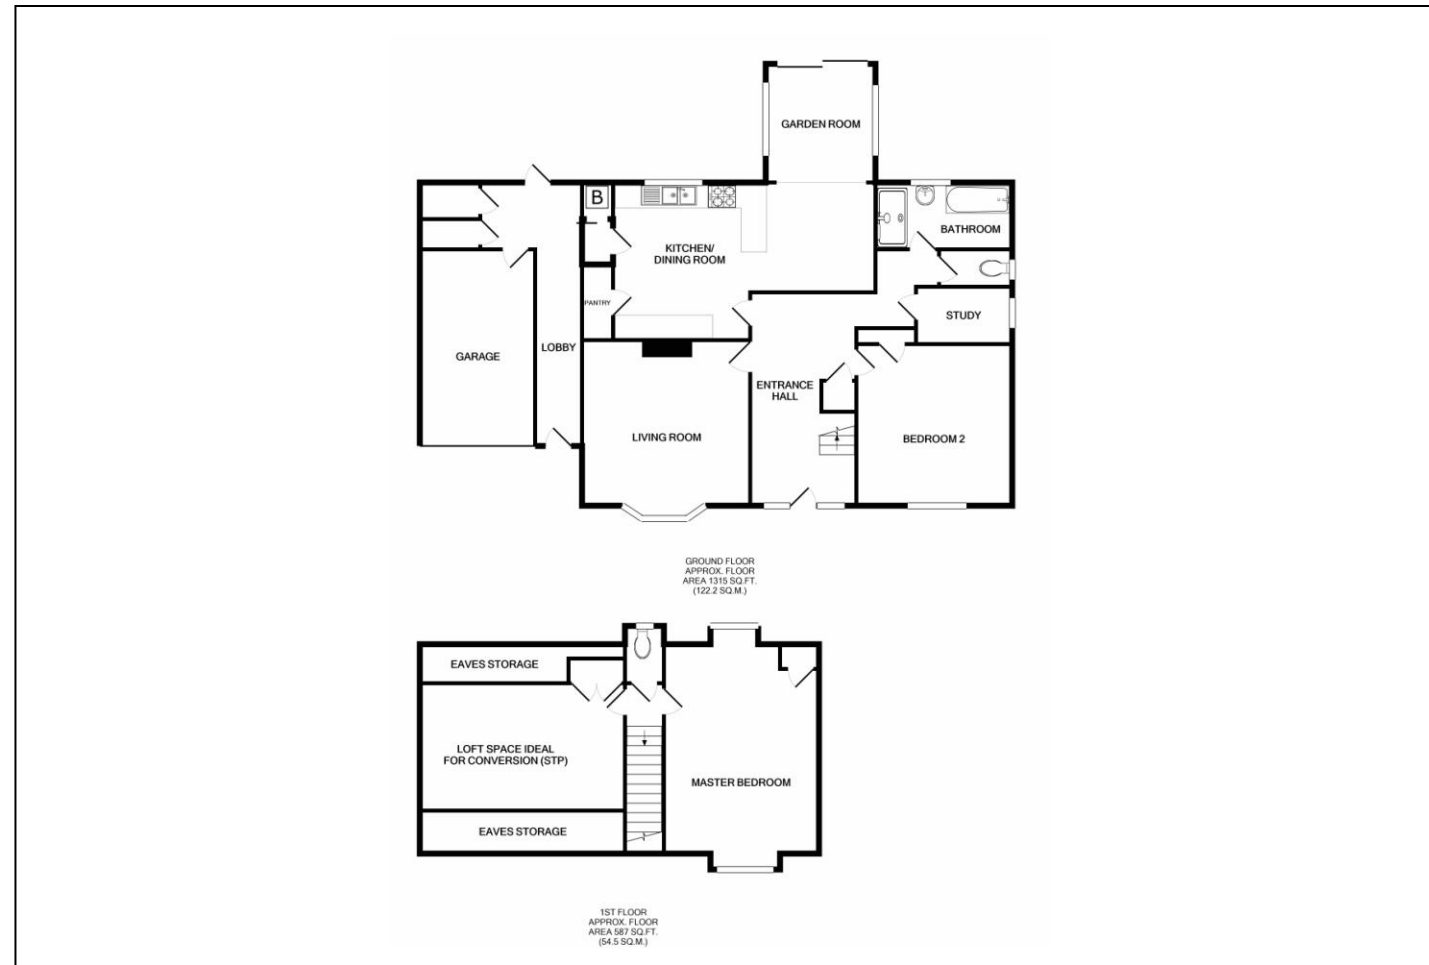 GARDEN ROOM
B
BATHROOM
KITCHEN/
DINING ROOM
PANTRY
STUDY
LOBBY
GARAGE
ENTRANCE
HALL
LIVING ROOM
BEDROOM 2
GROUND FLOOR
APPROX. FLOOR
AREA 1315 SQ.FT.
(122.2 SQ.M.)
EAVES STORAGE
LOFT SPACE IDEAL
FOR CONVERSION (STP)
MASTER BEDROOM
EAVES STORAGE
1ST FLOOR
APPROX. FLOOR
AREA 587 SQ.FT.
(54.5 SQ.M.)